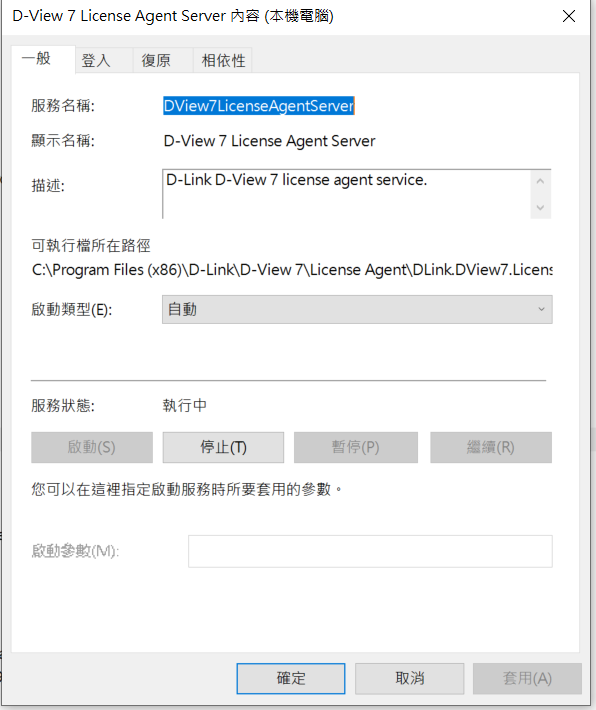 D-View 7 License Agent Server 內容 (本機電腦)
一般 登入 復原 相依性
服務名稱: DView7LicenseAgentServer
顯示名稱: D-View 7 License Agent Server
描述: D-Link D-View 7 license agent service.
可執行檔所在路徑
C:\Program Files (x86)\D-Link\D-View 7\License Agent\DLink.DView7.Licens
啟動類型(E): 自動
服務狀態: 執行中
啟動(S) 停止(T) 暫停(P) 繼續(R)
您可以在這裡指定啟動服務時所要套用的參數。
啟動參數(M):
確定 取消 套用(A)